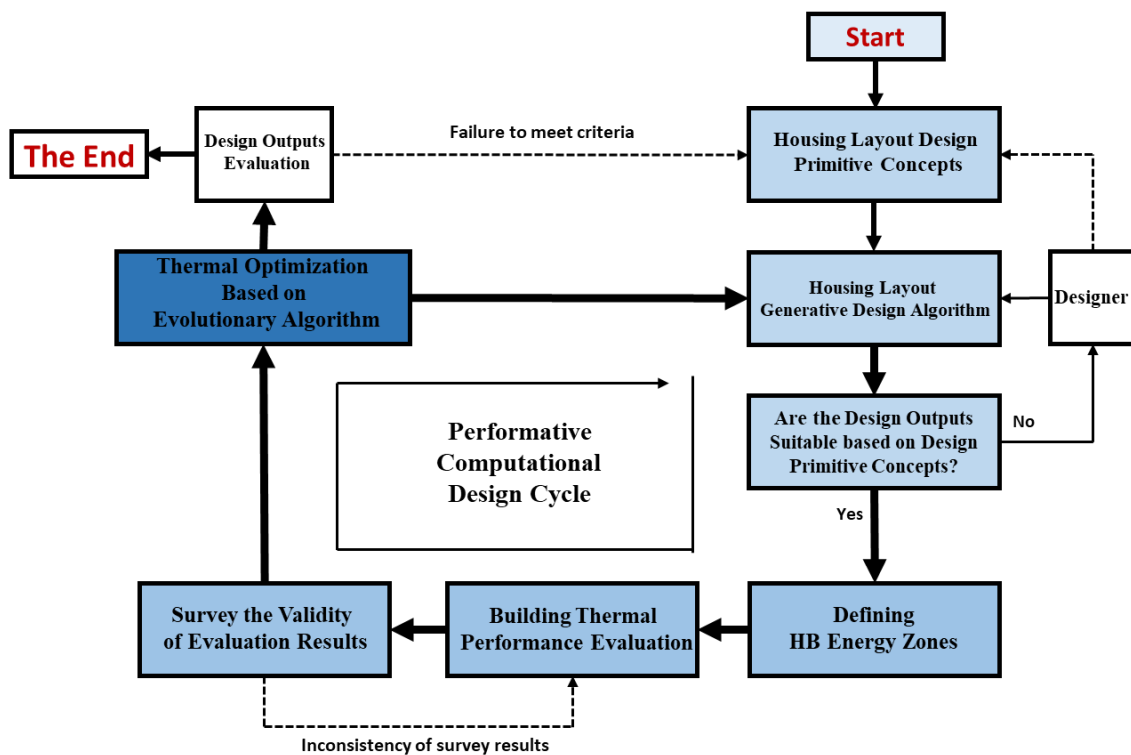 Start
Failure to meet criteria
Housing Layout Design
Primitive Concepts
Design Outputs
Evaluation
The End
Thermal Optimization
Based on
Evolutionary Algorithm
Housing Layout
Generative Design Algorithm
Designer
Are the Design Outputs
Suitable based on Design
Primitive Concepts?
No
Yes
Performative
Computational
Design Cycle
Survey the Validity
of Evaluation Results
Building Thermal
Performance Evaluation
Defining
HB Energy Zones
Inconsistency of survey results